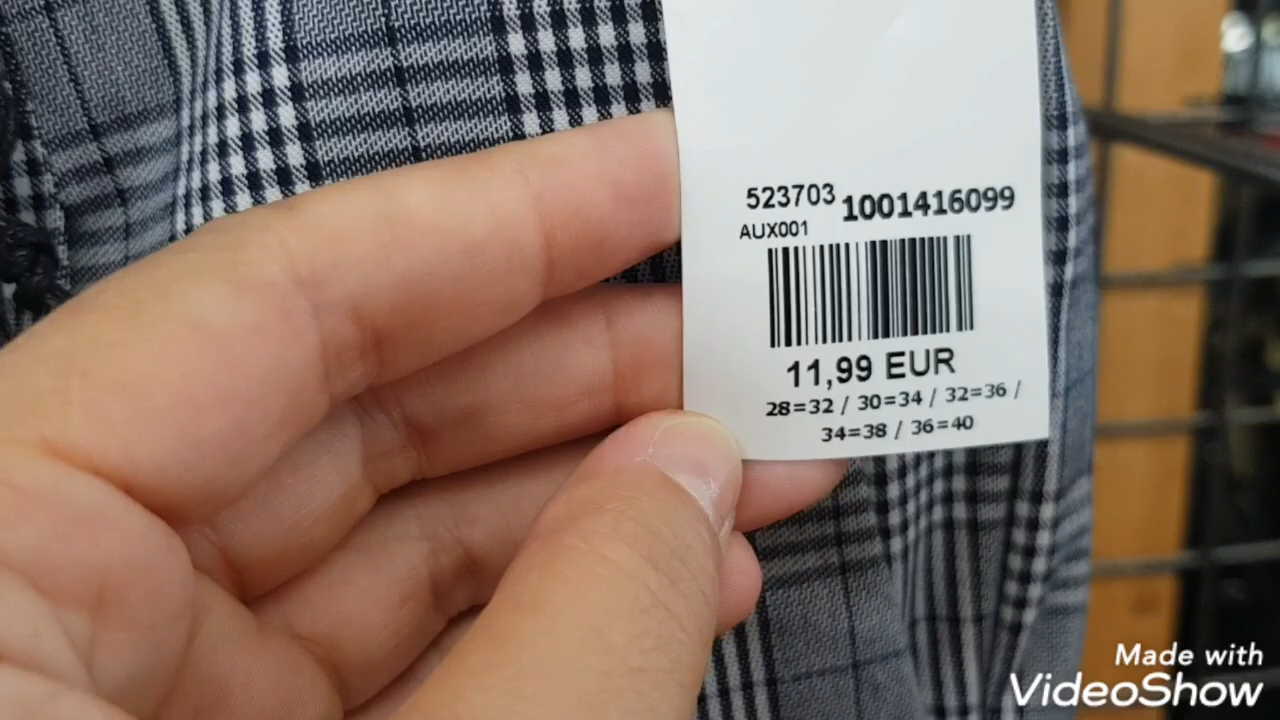 523703 1001416099
AUX001
11,99 EUR
28=32 / 30=34 / 32=36 /
34=38 / 36=40
Made with
VideoShow